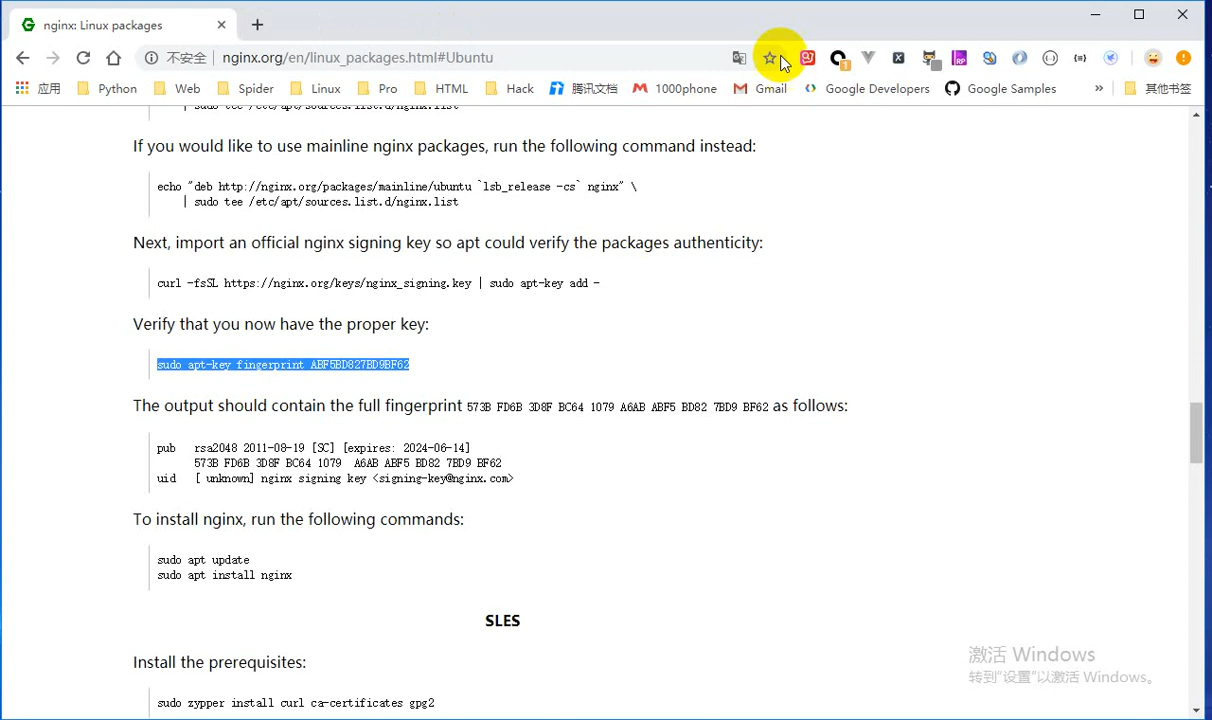 nginx: Linux packages
不安全 nginx.org/en/linux_packages.html#Ubuntu
应用 Python Web Spider Linux Pro HTML Hack 腾讯文档 1000phone Gmail Google Developers Google Samples » 其他书签
| sudo tee /etc/apt/sources.list.d/nginx.list
If you would like to use mainline nginx packages, run the following command instead:
echo "deb http://nginx.org/packages/mainline/ubuntu `lsb_release -cs` nginx" \
| sudo tee /etc/apt/sources.list.d/nginx.list
Next, import an official nginx signing key so apt could verify the packages authenticity:
curl -fsSL https://nginx.org/keys/nginx_signing.key | sudo apt-key add -
Verify that you now have the proper key:
sudo apt-key fingerprint ABF5BD827BD9BF62
The output should contain the full fingerprint 573B FD6B 3D8F BC64 1079 A6AB ABF5 BD82 7BD9 BF62 as follows:
pub rsa2048 2011-08-19 [SC] [expires: 2024-06-14]
573B FD6B 3D8F BC64 1079 A6AB ABF5 BD82 7BD9 BF62
uid [ unknown] nginx signing key <signing-key@nginx.com>
To install nginx, run the following commands:
sudo apt update
sudo apt install nginx
SLES
Install the prerequisites:
sudo zypper install curl ca-certificates gpg2
激活 Windows
转到"设置"以激活 Windows。